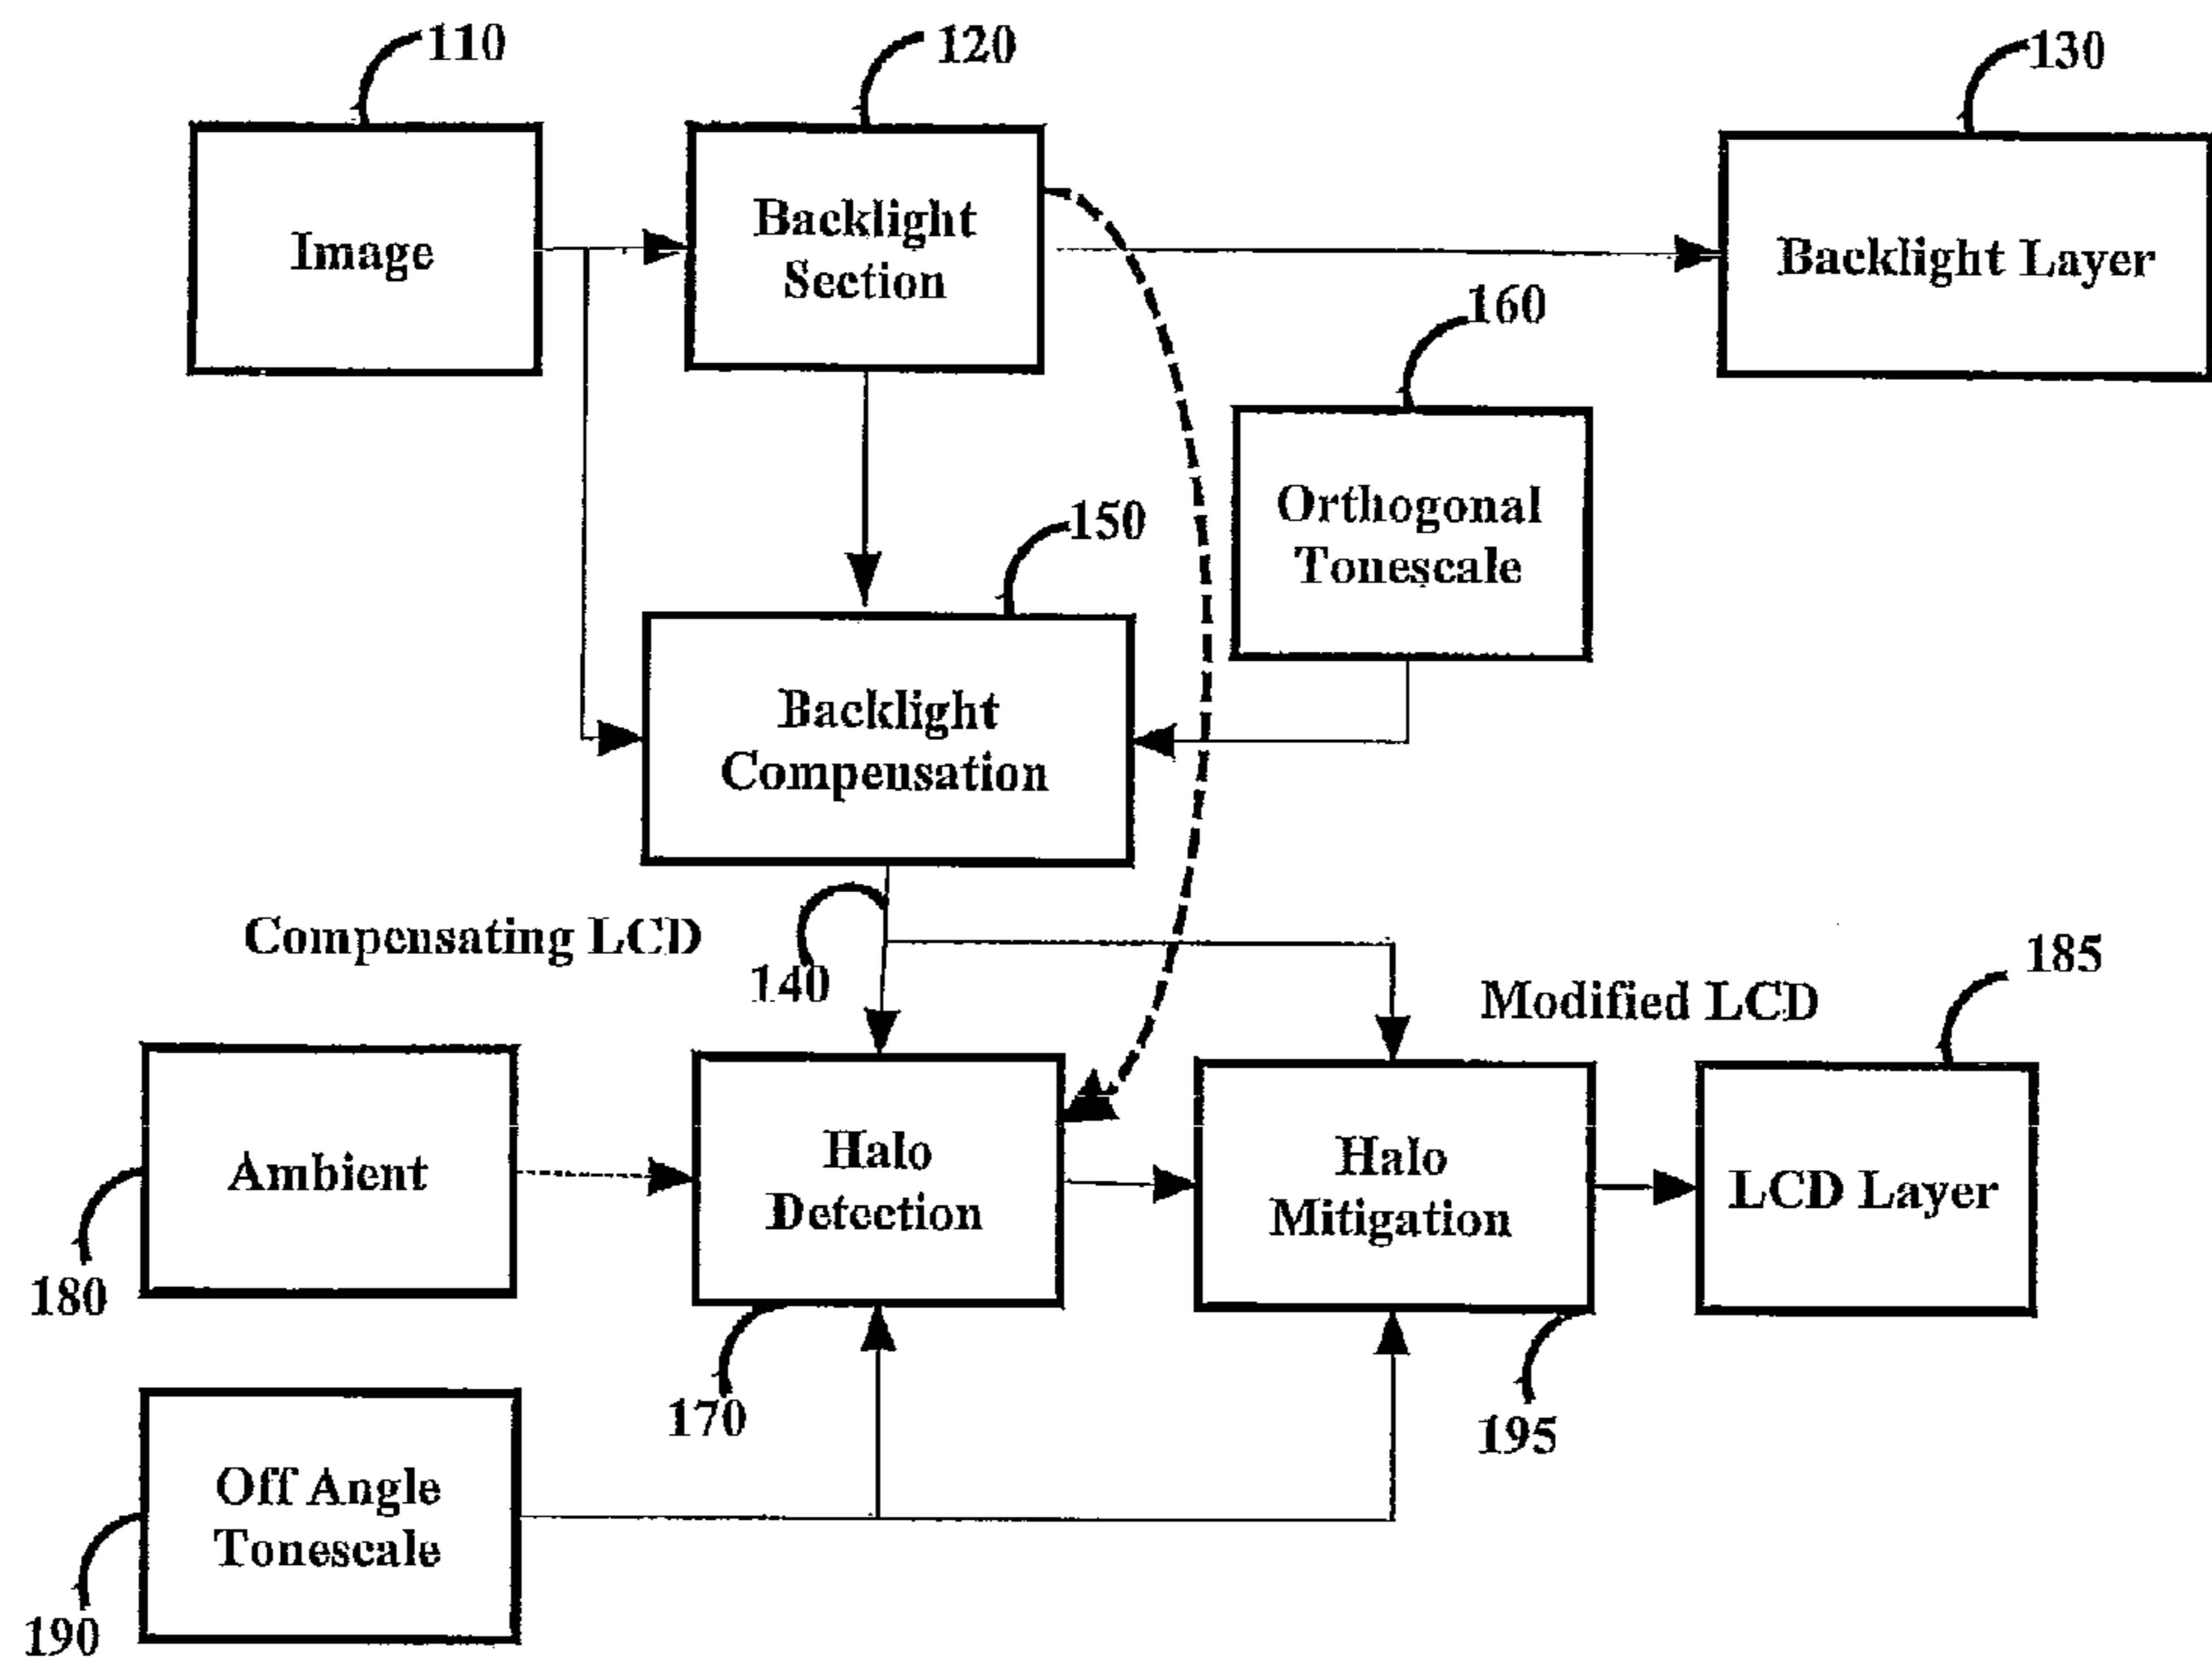 110
120
130
Image
Backlight
Section
Backlight Layer
160
Orthogonal
Tonescale
150
Backlight
Compensation
Compensating LCD
140
Modified LCD
185
Ambient
Halo
Detection
Halo
Mitigation
LCD Layer
180
170
195
Off Angle
Tonescale
190